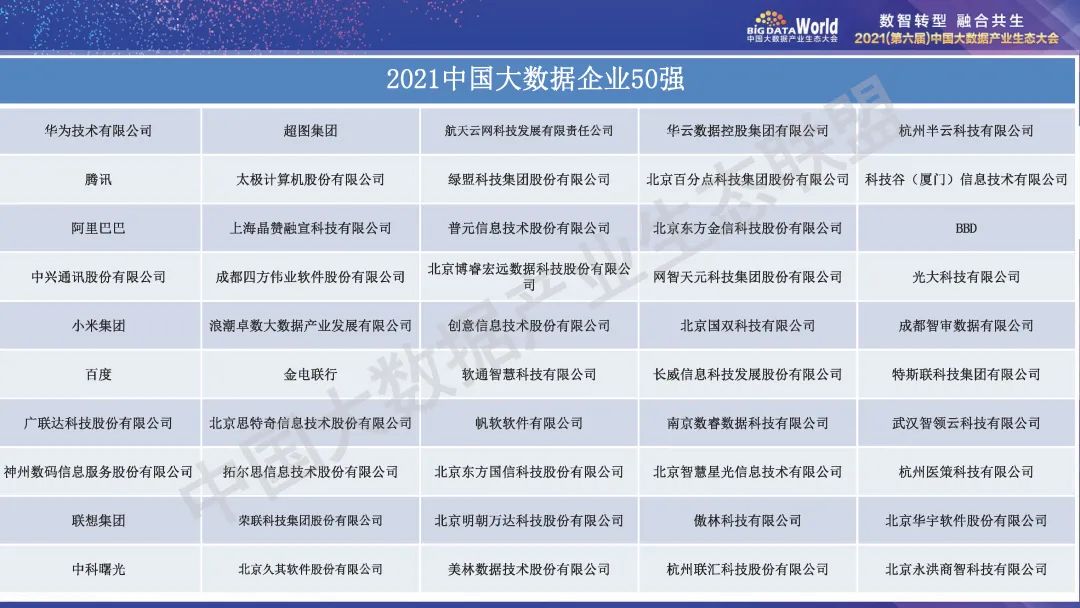 BIG DATA World
中国大数据产业生态大会
数智转型 融合共生
2021(第六届)中国大数据产业生态大会
2021中国大数据企业50强
华为技术有限公司 超图集团 航天云网科技发展有限责任公司 华云数据控股集团有限公司 杭州半云科技有限公司
腾讯 太极计算机股份有限公司 绿盟科技集团股份有限公司 北京百分点科技集团股份有限公司 科技谷（厦门）信息技术有限公司
阿里巴巴 上海晶赞融宣科技有限公司 普元信息技术股份有限公司 北京东方金信科技股份有限公司 BBD
中兴通讯股份有限公司 成都四方伟业软件股份有限公司 北京博睿宏远数据科技股份有限公司 网智天元科技集团股份有限公司 光大科技有限公司
小米集团 浪潮卓数大数据产业发展有限公司 创意信息技术股份有限公司 北京国双科技有限公司 成都智审数据有限公司
百度 金电联行 软通智慧科技有限公司 长威信息科技发展股份有限公司 特斯联科技集团有限公司
广联达科技股份有限公司 北京思特奇信息技术股份有限公司 帆软软件有限公司 南京数睿数据科技有限公司 武汉智领云科技有限公司
神州数码信息服务股份有限公司 拓尔思信息技术股份有限公司 北京东方国信科技股份有限公司 北京智慧星光信息技术有限公司 杭州医策科技有限公司
联想集团 荣联科技集团股份有限公司 北京明朝万达科技股份有限公司 傲林科技有限公司 北京华宇软件股份有限公司
中科曙光 北京久其软件股份有限公司 美林数据技术股份有限公司 杭州联汇科技股份有限公司 北京永洪商智科技有限公司
中国大数据产业生态联盟